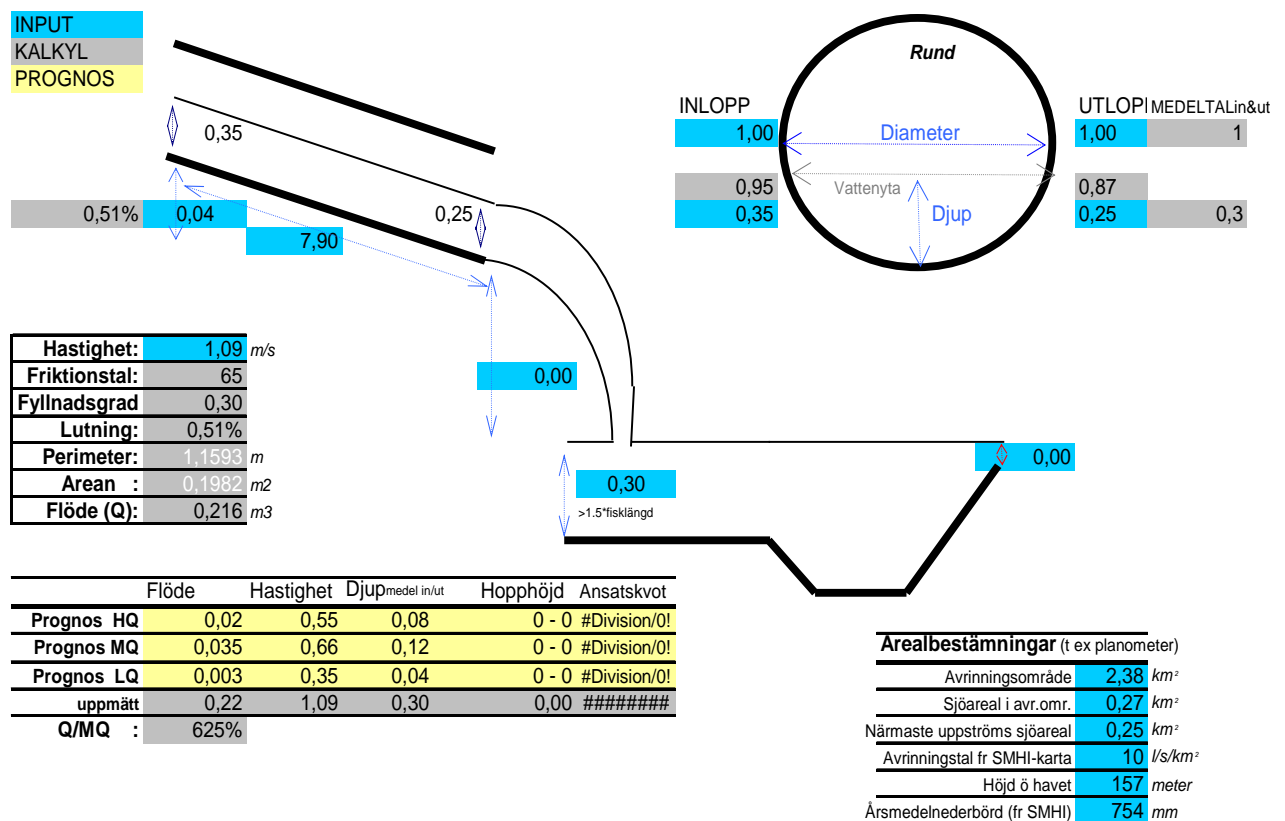 INPUT
KALKYL
PROGNOS
Rund
INLOPP
UTLOPI MEDELTALin&ut
0,35
1,00
Diameter
1,00 1
0,95
Vattenyta
0,87
0,51% 0,04
0,25
0,35
Djup
0,25 0,3
7,90
Hastighet: 1,09 m/s
Friktionstal: 65
0,00
Fyllnadsgrad 0,30
Lutning: 0,51%
Perimeter: 1,1593 m
0,00
Arean : 0,1982 m2
0,30
Flöde (Q): 0,216 m3
>1.5*fisklängd
Flöde Hastighet Djup medel in/ut Hopphöjd Ansatskvot
Prognos HQ 0,02 0,55 0,08 0 - 0 #Division/0!
Prognos MQ 0,035 0,66 0,12 0 - 0 #Division/0!
Prognos LQ 0,003 0,35 0,04 0 - 0 #Division/0!
uppmätt 0,22 1,09 0,30 0,00 ########
Q/MQ : 625%
Arealbestämningar (t ex planometer)
Avrinningsområde 2,38 km²
Sjöareal i avr.omr. 0,27 km²
Närmaste uppströms sjöareal 0,25 km²
Avrinningstal fr SMHI-karta 10 l/s/km²
Höjd ö havet 157 meter
Årsmedelnederbörd (fr SMHI) 754 mm